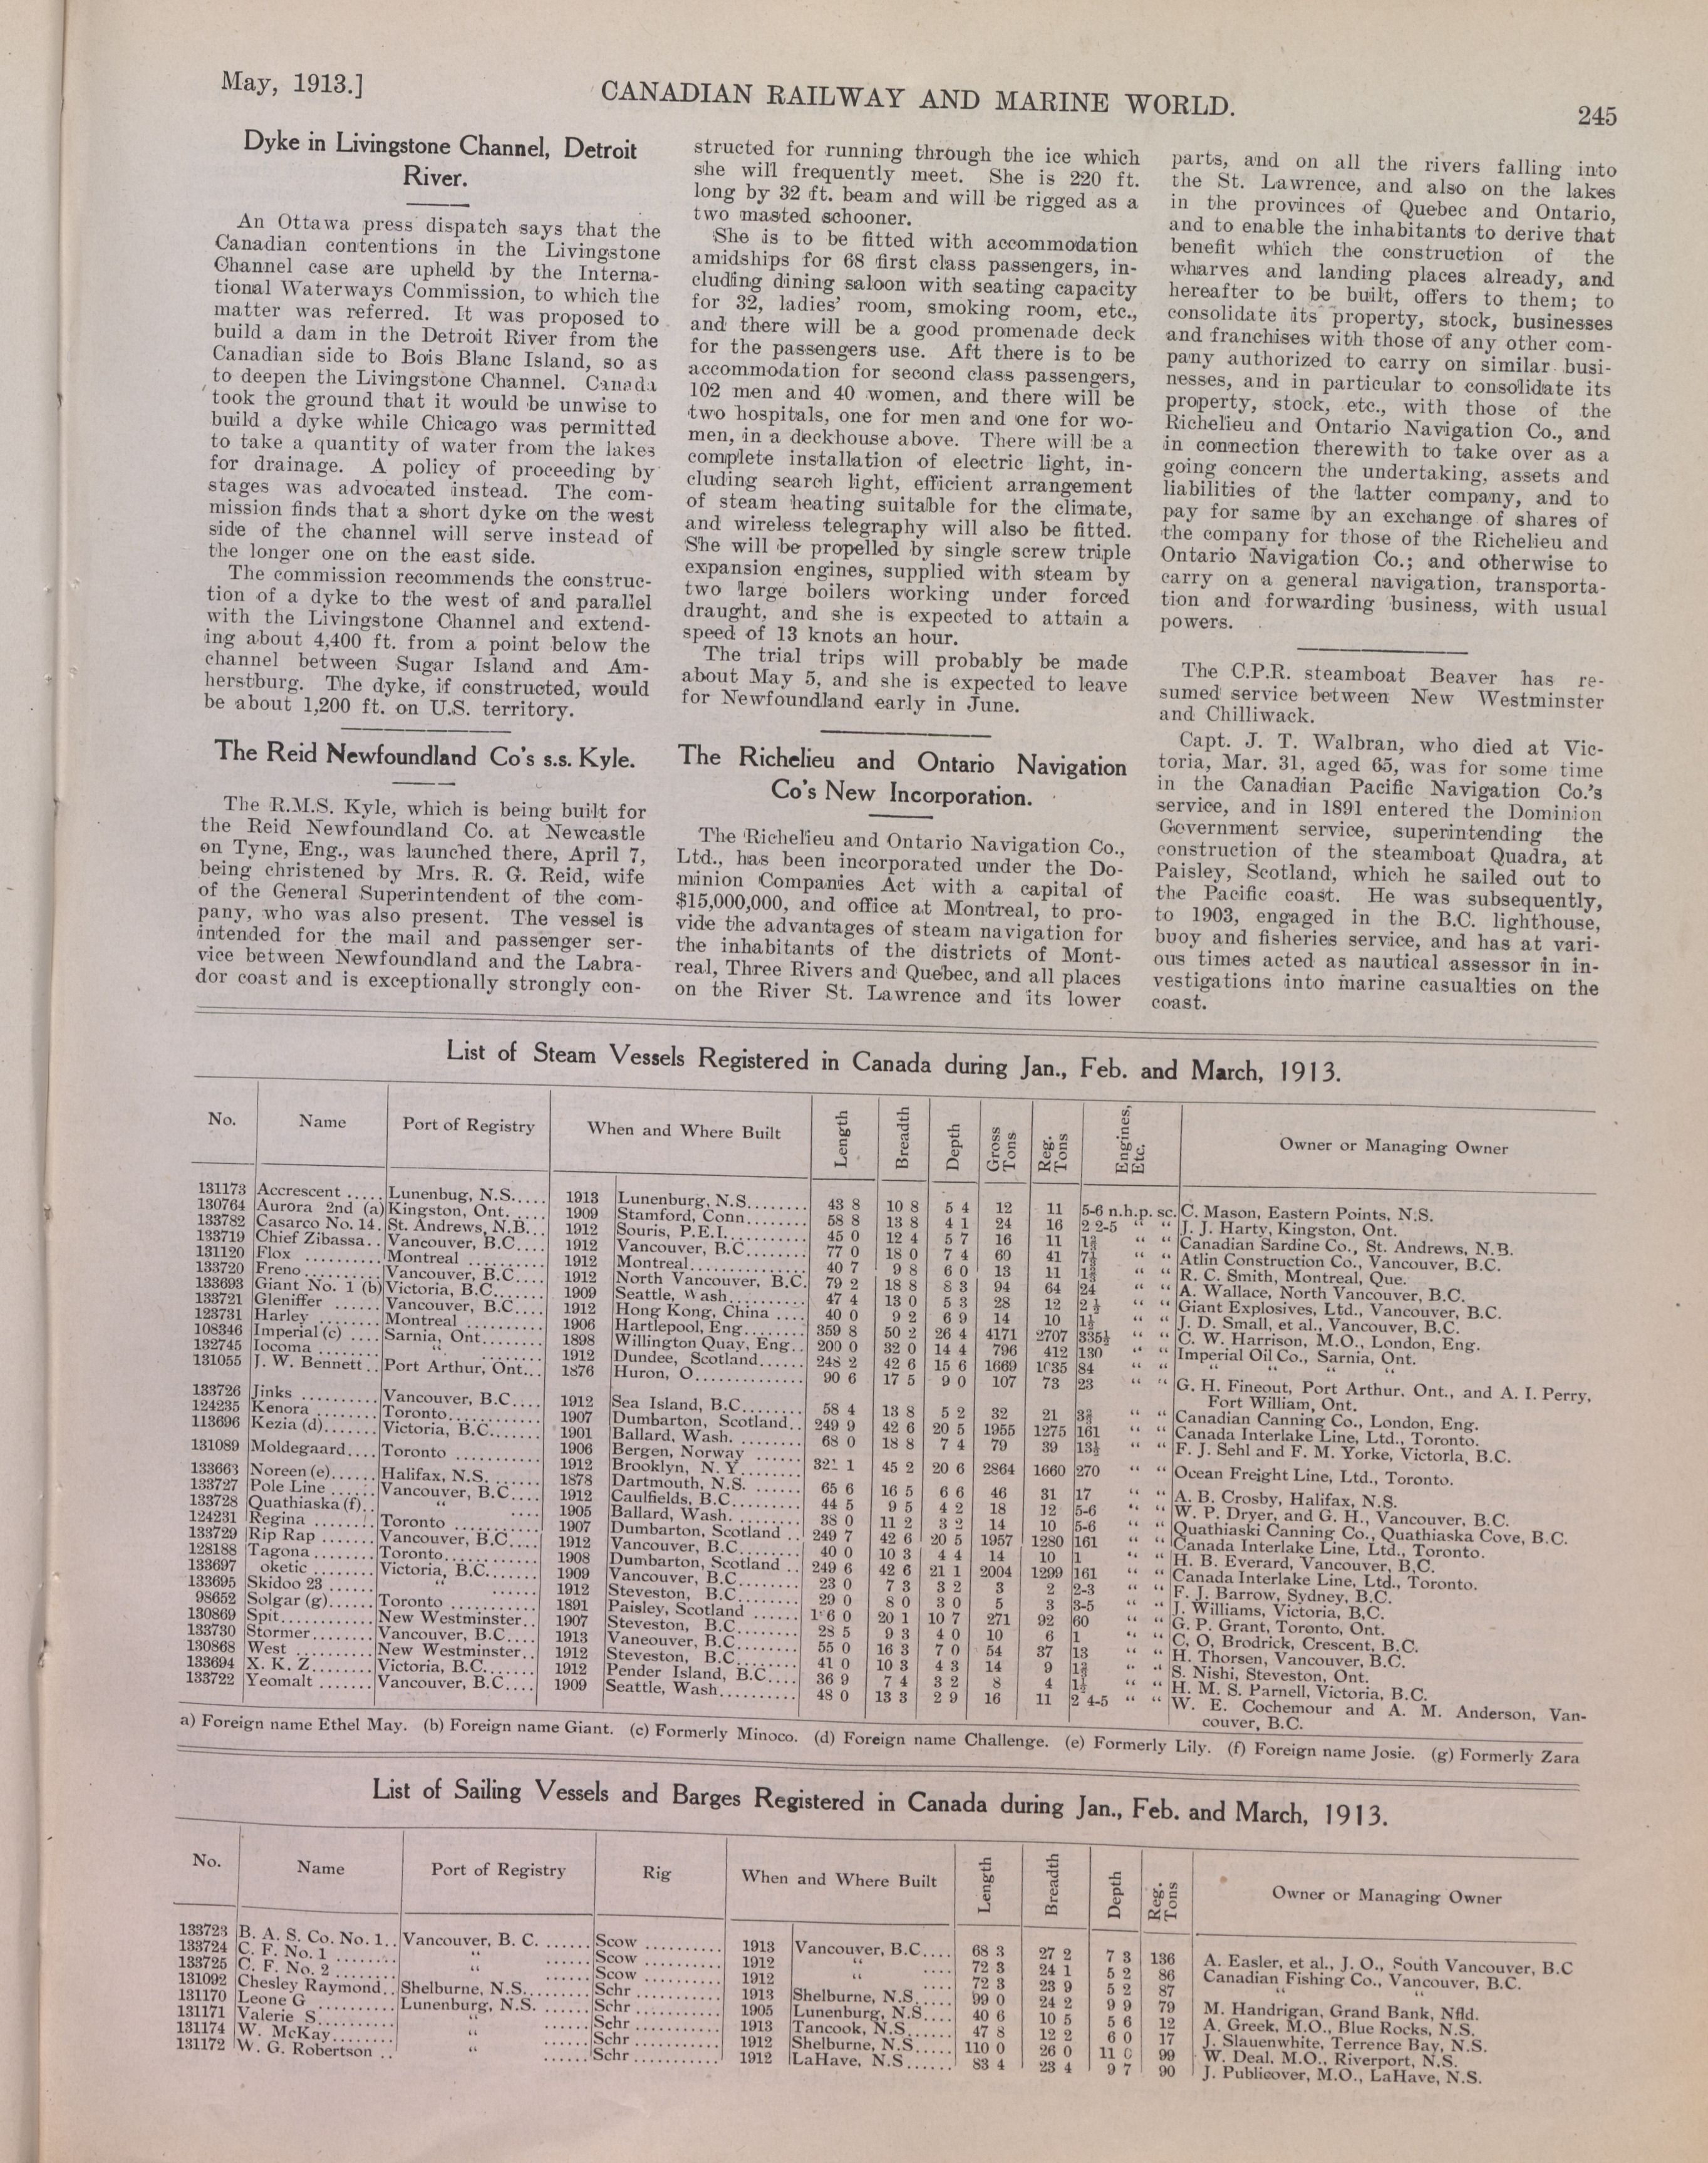 May, 1913.]
CANADIAN RAILWAY AND MARINE WORLD.
245
Dyke in Livingstone Channel, Detroit
River.
An Ottawa press dispatch says that the
Canadian contentions in the Livingstone
Channel case are upheld by the Interna-
tional Waterways Commission, to which the
matter was referred. It was proposed to
build a dam in the Detroit River from the
Canadian side to Bois Blanc Island, so as
to deepen the Livingstone Channel. Canada
took the ground that it would be unwise to
build a dyke while Chicago was permitted
to take a quantity of water from the lakes
for drainage. A policy of proceeding by
stages was advocated instead. The com-
mission finds that a short dyke on the west
side of the channel will serve instead of
the longer one on the east side.
The commission recommends the construc-
tion of a dyke to the west of and parallel
with the Livingstone Channel and extend-
ing about 4,400 ft. from a point below the
channel between Sugar Island and Am-
herstburg. The dyke, if constructed, would
be about 1,200 ft. on U.S. territory.
The Reid Newfoundland Co's s.s. Kyle.
The R.M.S. Kyle, which is being built for
the Reid Newfoundland Co. at Newcastle
on Tyne, Eng., was launched there, April 7,
being christened by Mrs. R. G. Reid, wife
of the General Superintendent of the com-
pany, who was also present. The vessel is
intended for the mail and passenger ser-
vice between Newfoundland and the Labra-
dor coast and is exceptionally strongly con-
structed for running through the ice which
she will frequently meet. She is 220 ft.
long by 32 ft. beam and will be rigged as a
two masted schooner.
She is to be fitted with accommodation
amidships for 68 first class passengers, in-
cluding dining saloon with seating capacity
for 32, ladies' room, smoking room, etc.,
and there will be a good promenade deck
for the passengers use. Aft there is to be
accommodation for second class passengers,
102 men and 40 women, and there will be
two hospitals, one for men and one for wo-
men, in a deckhouse above. There will be a
complete installation of electric light, in-
cluding search light, efficient arrangement
of steam heating suitable for the climate,
and wireless telegraphy will also be fitted.
She will be propelled by single screw triple
expansion engines, supplied with steam by
two large boilers working under forced
draught, and she is expected to attain a
speed of 13 knots an hour.
The trial trips will probably be made
about May 5, and she is expected to leave
for Newfoundland early in June.
The Richelieu and Ontario Navigation
Co's New Incorporation.
The Richelieu and Ontario Navigation Co.,
Ltd., has been incorporated under the Do-
minion Companies Act with a capital of
$15,000,000, and office at Montreal, to pro-
vide the advantages of steam navigation for
the inhabitants of the districts of Mont-
real, Three Rivers and Quebec, and all places
on the River St. Lawrence and its lower
parts, and on all the rivers falling into
the St. Lawrence, and also on the lakes
in the provinces of Quebec and Ontario,
and to enable the inhabitants to derive that
benefit which the construction of the
wharves and landing places already, and
hereafter to be built, offers to them; to
consolidate its property, stock, businesses
and franchises with those of any other com-
pany authorized to carry on similar busi-
nesses, and in particular to consolidate its
property, stock, etc., with those of the
Richelieu and Ontario Navigation Co., and
in connection therewith to take over as a
going concern the undertaking, assets and
liabilities of the latter company, and to
pay for same by an exchange of shares of
the company for those of the Richelieu and
Ontario Navigation Co.; and otherwise to
carry on a general navigation, transporta-
tion and forwarding business, with usual
powers.
The C.P.R. steamboat Beaver has re-
sumed service between New Westminster
and Chilliwack.
Capt. J. T. Walbran, who died at Vic-
toria, Mar. 31, aged 65, was for some time
in the Canadian Pacific Navigation Co.'s
service, and in 1891 entered the Dominion
Government service, superintending the
construction of the steamboat Quadra, at
Paisley, Scotland, which he sailed out to
the Pacific coast. He was subsequently,
to 1903, engaged in the B.C. lighthouse,
buoy and fisheries service, and has at vari-
ous times acted as nautical assessor in in-
vestigations into marine casualties on the
coast.
List of Steam Vessels Registered in Canada during Jan., Feb. and March, 1913.
No. Name Port of Registry When and Where Built Length Breadth Depth Gross Tons Reg. Tons Engines, Etc. Owner or Managing Owner
131173 Accrescent ..... Lunenbug, N.S..... 1913 Lunenburg, N.S........ 43 8 10 8 5 4 12 11 5-6 n.h.p. sc. C. Mason, Eastern Points, N.S.
130764 Aurora 2nd (a) Kingston, Ont. .... 1909 Stamford, Conn........ 58 8 13 8 4 1 24 16 2 2-5 " " J. J. Harty, Kingston, Ont.
133782 Casarco No. 14. St. Andrews, N.B... 1912 Souris, P.E.I.......... 45 0 12 4 5 7 16 11 1⅗ " " Canadian Sardine Co., St. Andrews, N.B.
133719 Chief Zibassa.. Vancouver, B.C.... 1912 Vancouver, B.C........ 77 0 18 0 7 4 60 41 7½ " " Atlin Construction Co., Vancouver, B.C.
131120 Flox .......... Montreal .......... 1912 Montreal.............. 40 7 9 8 6 0 13 11 1⅗ " " R. C. Smith, Montreal, Que.
133720 Freno.......... Vancouver, B.C.... 1912 North Vancouver, B.C. 79 2 18 8 8 3 94 64 24 " " A. Wallace, North Vancouver, B.C.
133693 Giant No. 1 (b) Victoria, B.C....... 1909 Seattle, Wash.......... 47 4 13 0 5 3 28 12 2½ " " Giant Explosives, Ltd., Vancouver, B.C.
133721 Gleniffer ...... Vancouver, B.C.... 1912 Hong Kong, China .... 40 0 9 2 6 9 14 10 1½ " " J. D. Small, et al., Vancouver, B.C.
123731 Harley ........ Montreal .......... 1906 Hartlepool, Eng........ 359 8 50 2 26 4 4171 2707 335½ " " C. W. Harrison, M.O., London, Eng.
108346 Imperial (c) .... Sarnia, Ont........ 1898 Willington Quay, Eng.. 200 0 32 0 14 4 796 412 130 " " Imperial Oil Co., Sarnia, Ont.
132745 Iocoma ........ " .......... 1912 Dundee, Scotland...... 248 2 42 6 15 6 1669 1035 84 " " " " " "
131055 J. W. Bennett .. Port Arthur, Ont... 1876 Huron, O.............. 90 6 17 5 9 0 107 73 23 " " G. H. Fineout, Port Arthur, Ont., and A. I. Perry,
Fort William, Ont.
133726 Jinks ......... Vancouver, B.C.... 1912 Sea Island, B.C........ 58 4 13 8 5 2 32 21 3⅗ " " Canadian Canning Co., London, Eng.
124235 Kenora ........ Toronto............ 1907 Dumbarton, Scotland.. 249 9 42 6 20 5 1955 1275 161 " " Canada Interlake Line, Ltd., Toronto.
113696 Kezia (d)....... Victoria, B.C....... 1901 Ballard, Wash. ........ 68 0 18 8 7 4 79 39 13½ " " F. J. Sehl and F. M. Yorke, Victoria, B.C.
131089 Moldegaard.... Toronto ........... 1906 Bergen, Norway ...... 321 1 45 2 20 6 2864 1660 270 " " Ocean Freight Line, Ltd., Toronto.
1912 Brooklyn, N. Y........
133663 Noreen (e)...... Halifax, N.S. ...... 1878 Dartmouth, N.S. ...... 65 6 16 5 6 6 46 31 17 " " A. B. Crosby, Halifax, N.S.
133727 Pole Line ...... Vancouver, B.C.... 1912 Caulfields, B.C........ 44 5 9 5 4 2 18 12 5-6 " " W. P. Dryer, and G. H., Vancouver, B.C.
133728 Quathiaska (f).. " .... 1905 Ballard, Wash. ........ 38 0 11 2 3 2 14 10 5-6 " " Quathiaski Canning Co., Quathiaska Cove, B.C.
124231 Regina ........ Toronto .......... 1907 Dumbarton, Scotland .. 249 7 42 6 20 5 1957 1280 161 " " Canada Interlake Line, Ltd., Toronto.
133729 Rip Rap ....... Vancouver, B.C.... 1912 Vancouver, B.C........ 40 0 10 3 4 4 14 10 1 " " H. B. Everard, Vancouver, B.C.
128188 Tagona ........ Toronto............ 1908 Dumbarton, Scotland .. 249 6 42 6 21 1 2004 1299 161 " " Canada Interlake Line, Ltd., Toronto.
133697 oketic ........ Victoria, B.C....... 1909 Vancouver, B.C........ 23 0 7 3 3 2 3 2 2-3 " " F. J. Barrow, Sydney, B.C.
133695 Skidoo 23 ...... " ...... 1912 Steveston, B.C........ 29 0 8 0 3 0 5 3 3-5 " " J. Williams, Victoria, B.C.
98652 Solgar (g)...... Toronto .......... 1891 Paisley, Scotland ...... 1 6 0 20 1 10 7 271 92 60 " " G. P. Grant, Toronto, Ont.
130869 Spit............ New Westminster.. 1907 Steveston, B.C........ 28 5 9 3 4 0 10 6 1 " " C, O, Brodrick, Crescent, B.C.
133730 Stormer........ Vancouver, B.C.... 1913 Vancouver, B.C........ 55 0 16 3 7 0 54 37 13 " " H. Thorsen, Vancouver, B.C.
130868 West .......... New Westminster.. 1912 Steveston, B.C........ 41 0 10 3 4 3 14 9 1⅗ " " S. Nishi, Steveston, Ont.
133694 X. K. Z........ Victoria, B.C....... 1912 Pender Island, B.C.... 36 9 7 4 3 2 8 4 1½ " " H. M. S. Parnell, Victoria, B.C.
133722 Yeomalt ....... Vancouver, B.C.... 1909 Seattle, Wash.......... 48 0 13 3 2 9 16 11 2 4-5 " " W. E. Cochemour and A. M. Anderson, Van-
couver, B.C.
a) Foreign name Ethel May. (b) Foreign name Giant. (c) Formerly Minoco. (d) Foreign name Challenge. (e) Formerly Lily. (f) Foreign name Josie. (g) Formerly Zara
List of Sailing Vessels and Barges Registered in Canada during Jan., Feb. and March, 1913.
No. Name Port of Registry Rig When and Where Built Length Breadth Depth Reg. Tons Owner or Managing Owner
133723 B. A. S. Co. No. 1.. Vancouver, B. C. ...... Scow .......... 1913 Vancouver, B.C.... 68 3 27 2 7 3 136 A. Easler, et al., J. O., South Vancouver, B.C
133724 C. F. No. 1 ........ " ...... Scow .......... 1912 " .... 72 3 24 1 5 2 86 Canadian Fishing Co., Vancouver, B.C.
133725 C. F. No. 2 ........ " ...... Scow .......... 1912 " .... 72 3 23 9 5 2 87 " "
131092 Chesley Raymond.. Shelburne, N.S........ Schr ........... 1913 Shelburne, N.S..... 99 0 24 2 9 9 79 M. Handrigan, Grand Bank, Nfld.
131170 Leone G .......... Lunenburg, N.S. ...... Schr ........... 1905 Lunenburg, N.S.... 40 6 10 5 5 6 12 A. Greek, M.O., Blue Rocks, N.S.
131171 Valerie S.......... " ...... Schr ........... 1913 Tancook, N.S...... 47 8 12 2 6 0 17 J. Slauenwhite, Terrence Bay, N.S.
131174 W. McKay........ " ...... Schr ........... 1912 Shelburne, N.S..... 110 0 26 0 11 0 99 W. Deal, M.O., Riverport, N.S.
131172 W. G. Robertson .. " ...... Schr ........... 1912 LaHave, N.S....... 83 4 23 4 9 7 90 J. Publicover, M.O., LaHave, N.S.